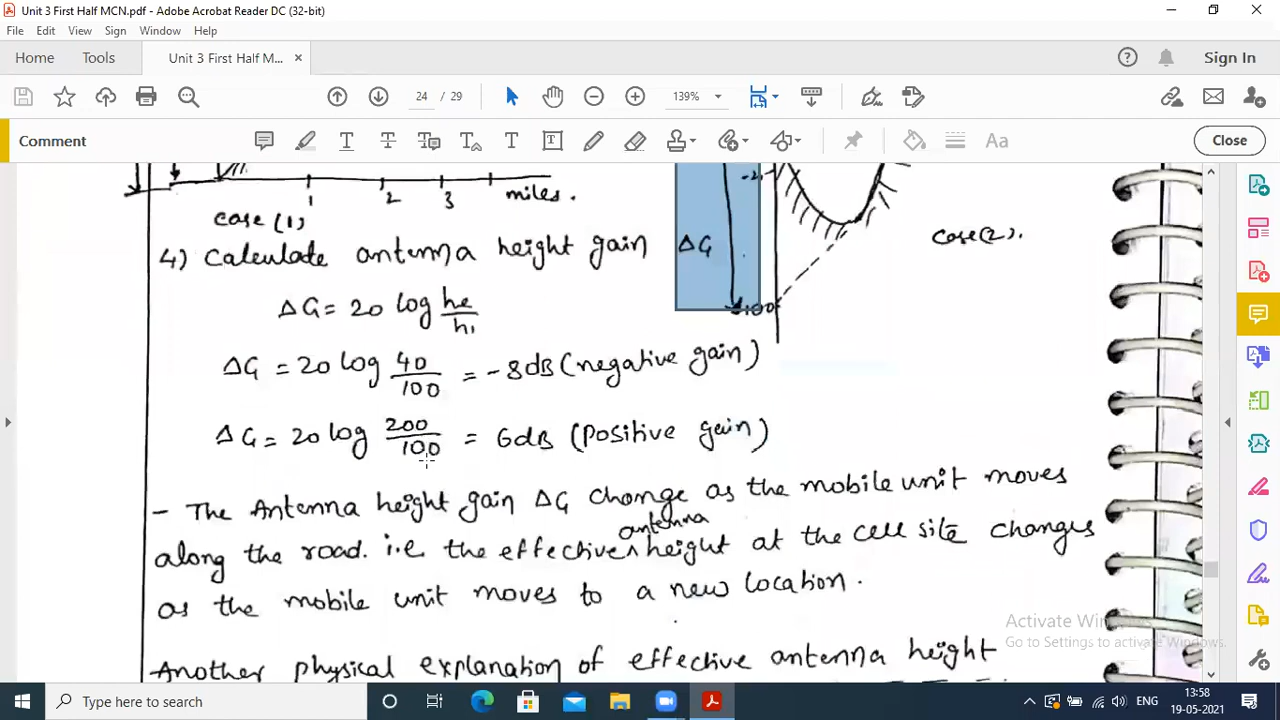 Unit 3 First Half MCN.pdf - Adobe Acrobat Reader DC (32-bit)
File Edit View Sign Window Help
Home Tools Unit 3 First Half M... × Sign In
24 / 29 139%
Comment Close
1 2 3 miles.
case (1)
-2
ΔG
case(2).
100
4) Calculate antenna height gain
ΔG = 20 log he/h1
ΔG = 20 log 40/100 = - 8dB (negative gain)
ΔG = 20 log 200/100 = 6dB (Positive gain)
- The Antenna height gain ΔG change as the mobile unit moves
along the road. i.e the effective antenna height at the cell site changes
as the mobile unit moves to a new location.
Activate Windows
Go to Settings to activate Windows.
Another physical explanation of effective antenna height
Type here to search
ENG
13:58
19-05-2021